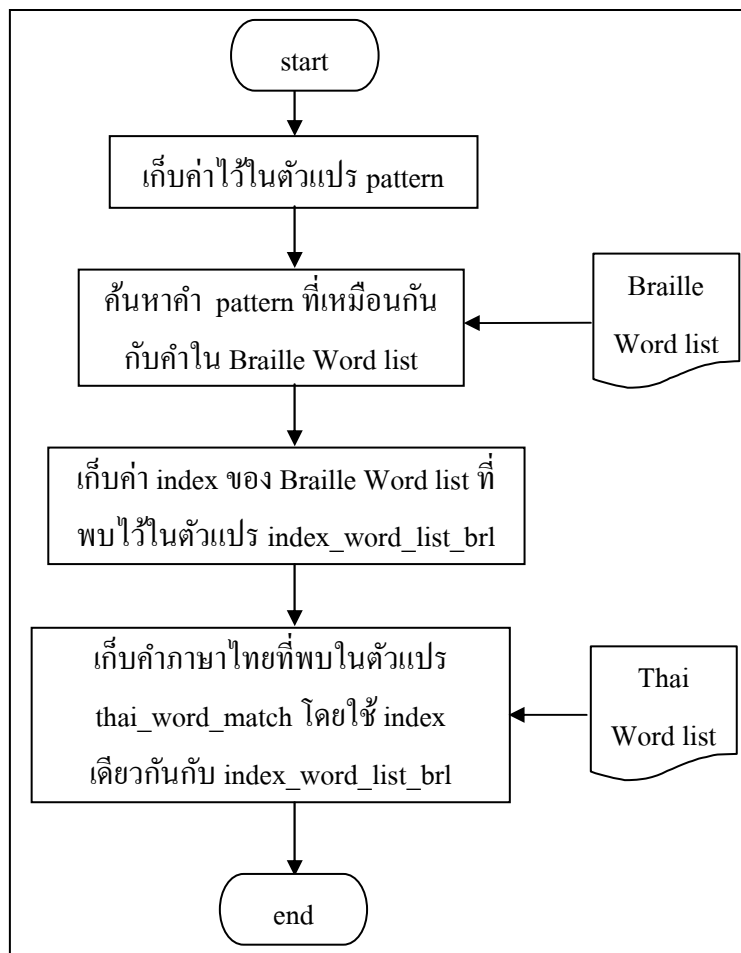 start
เก็บค่าไว้ในตัวแปร pattern
ค้นหาคำ pattern ที่เหมือนกัน
กับคำใน Braille Word list
Braille
Word list
เก็บค่า index ของ Braille Word list ที่
พบไว้ในตัวแปร index_word_list_brl
เก็บคำภาษาไทยที่พบในตัวแปร
thai_word_match โดยใช้ index
เดียวกันกับ index_word_list_brl
Thai
Word list
end